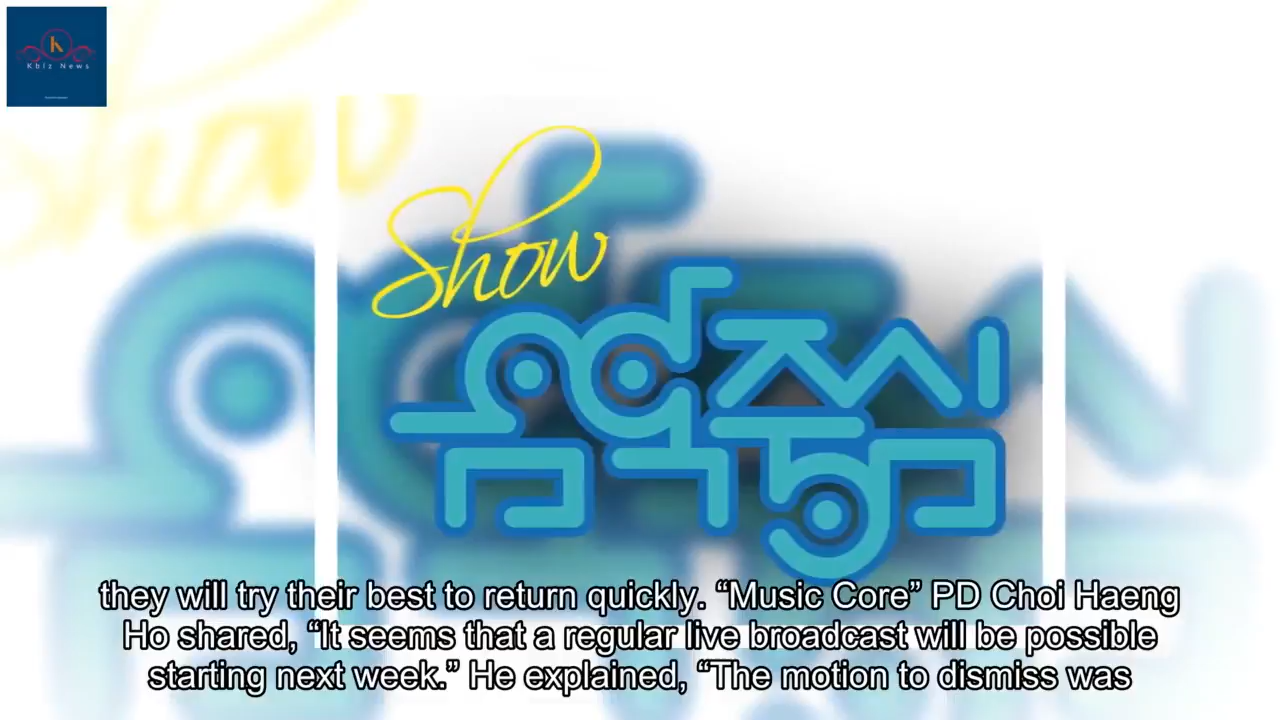 K
Kbiz News
Show
음악중심
they will try their best to return quickly. “Music Core” PD Choi Haeng
Ho shared, “It seems that a regular live broadcast will be possible
starting next week.” He explained, “The motion to dismiss was